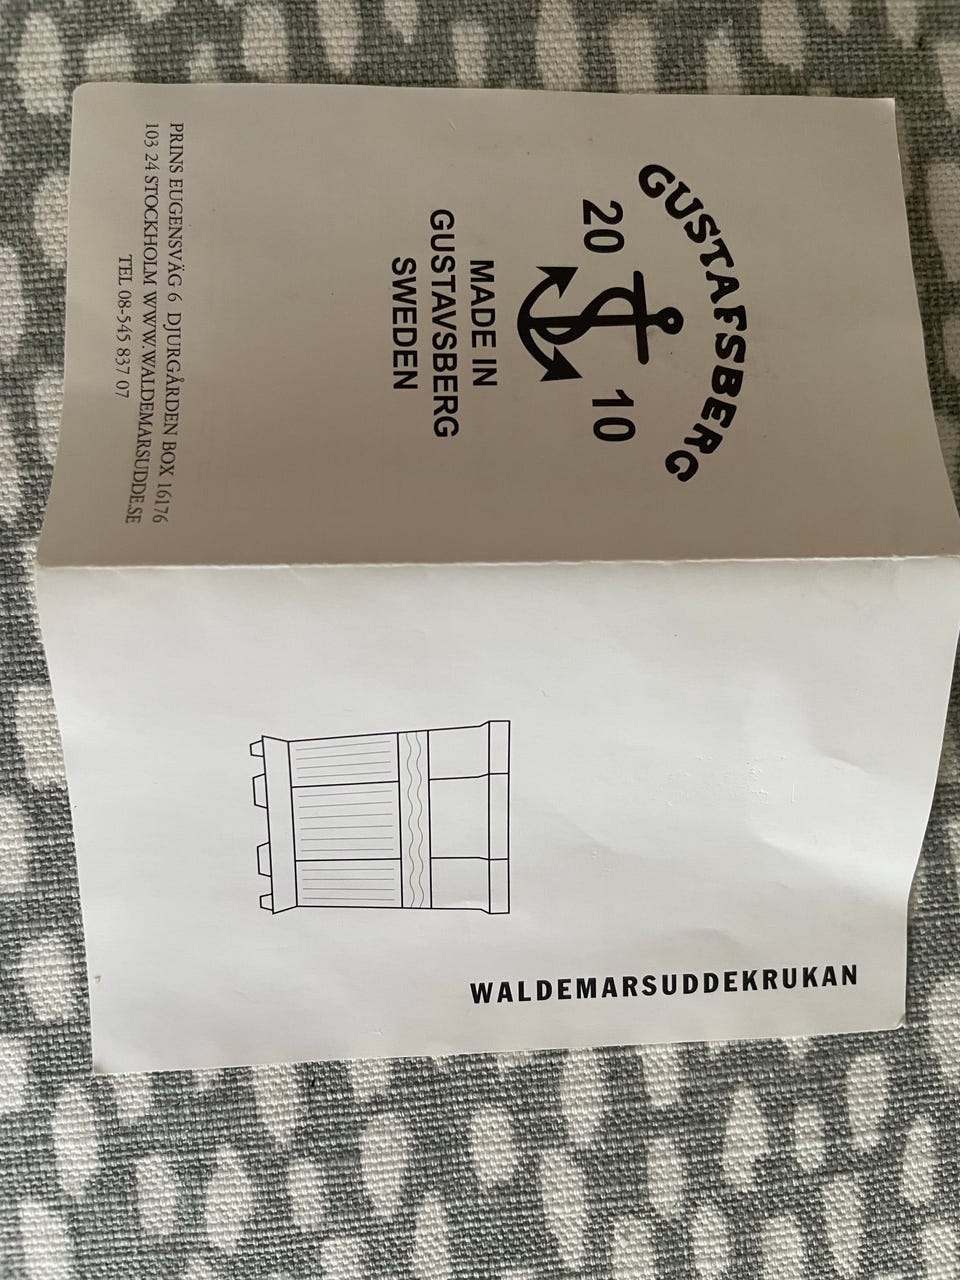 GUSTAFSBERG
20 10
MADE IN
GUSTAVSBERG
SWEDEN
PRINS EUGENSVÄG 6 DJURGÅRDEN BOX 16176
103 24 STOCKHOLM WWW.WALDEMARSUDDE.SE
TEL 08-545 837 07
WALDEMARSUDDEKRUKAN